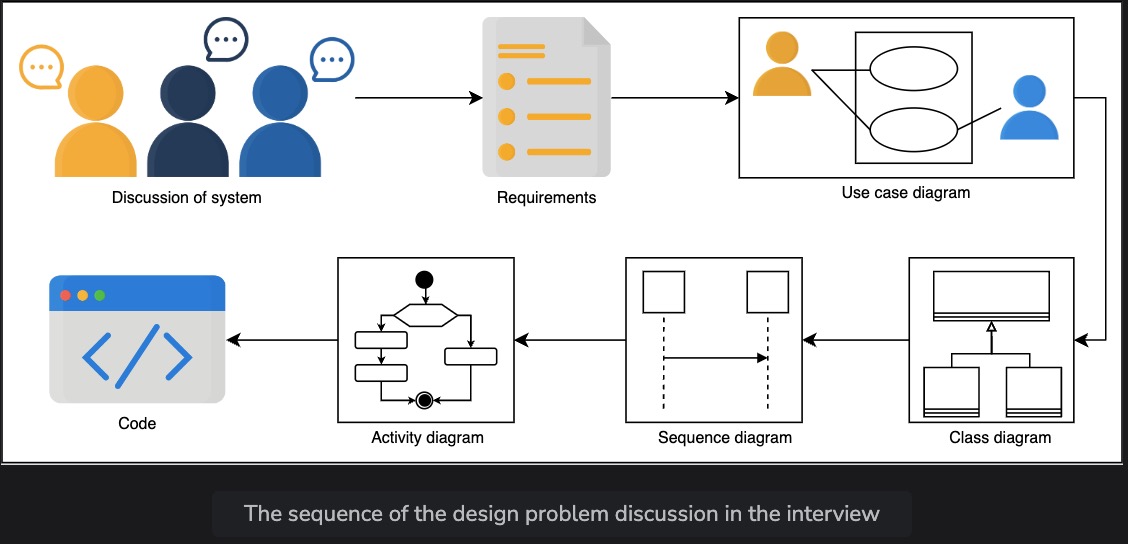 Discussion of system
Requirements
Use case diagram
Code
Activity diagram
Sequence diagram
Class diagram
The sequence of the design problem discussion in the interview